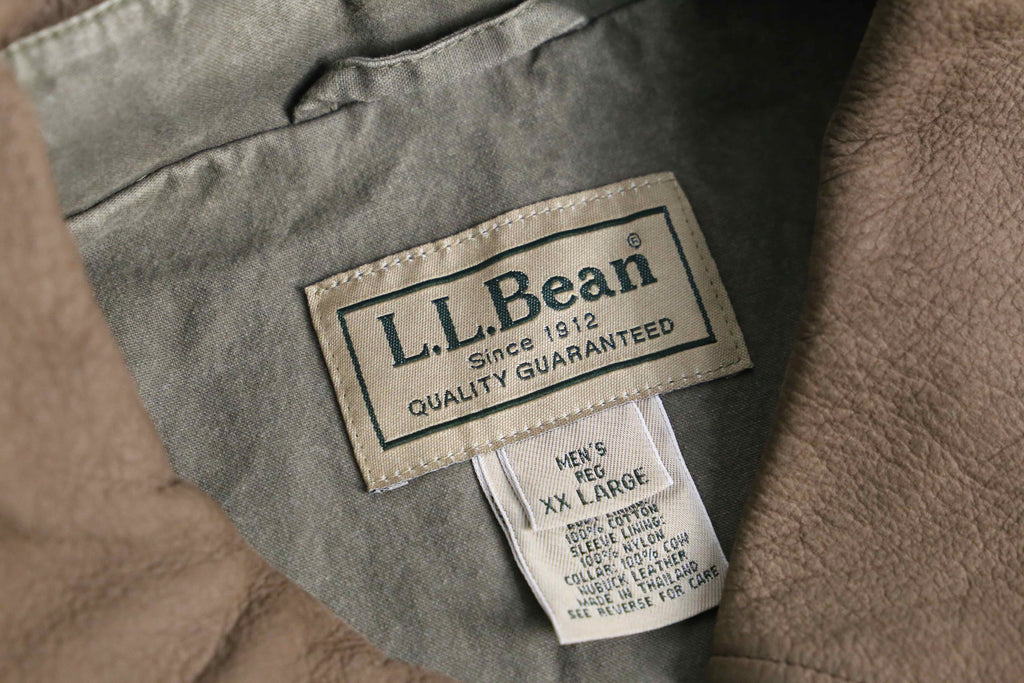 L.L.Bean®
Since 1912
QUALITY GUARANTEED
MEN'S
REG
XX LARGE
100% COTTON
SLEEVE LINING:
100% NYLON
COLLAR: 100% COW
NUBUCK LEATHER
MADE IN THAILAND
SEE REVERSE FOR CARE